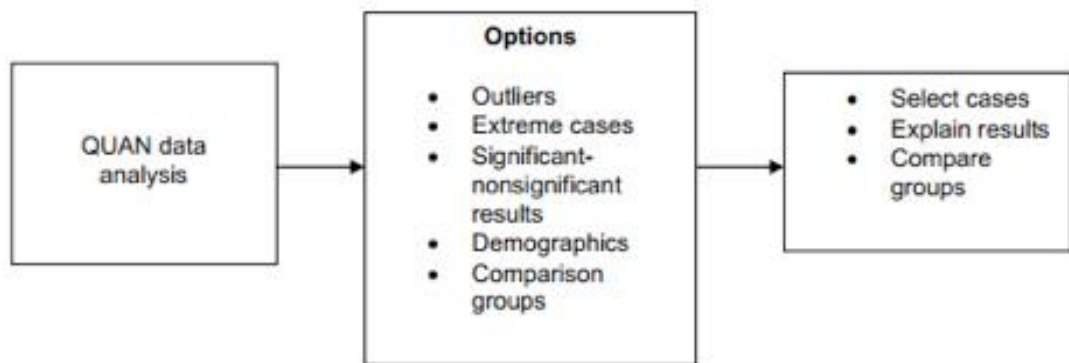 QUAN data
analysis
Options
• Outliers
• Extreme cases
• Significant-
nonsignificant
results
• Demographics
• Comparison
groups
• Select cases
• Explain results
• Compare
groups